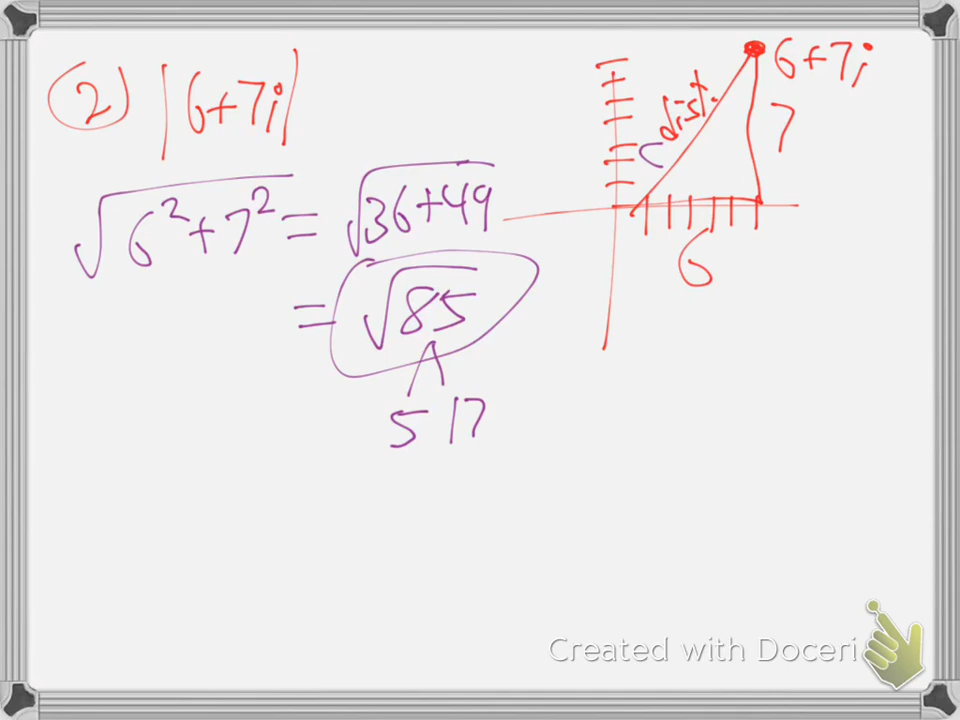 2) |6+7i|
√6²+7² = √36+49
= √85
5 17
6+7i
dist.
7
c
6
Created with Doceri